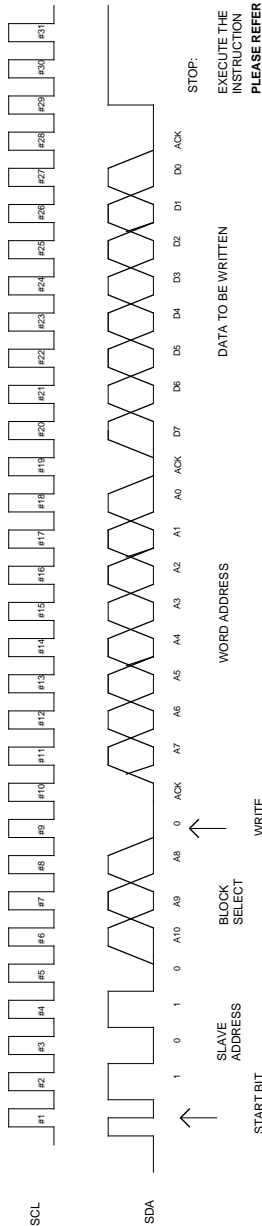 SCL
#1 #2 #3 #4 #5 #6 #7 #8 #9 #10 #11 #12 #13 #14 #15 #16 #17 #18 #19 #20 #21 #22 #23 #24 #25 #26 #27 #28 #29 #30 #31
SDA
1 0 1 0 A10 A9 A8 0 ACK A7 A6 A5 A4 A3 A2 A1 A0 ACK D7 D6 D5 D4 D3 D2 D1 D0 ACK
START BIT
SLAVE
ADDRESS
BLOCK
SELECT
WRITE
WORD ADDRESS
DATA TO BE WRITTEN
STOP:
EXECUTE THE
INSTRUCTION
PLEASE REFER